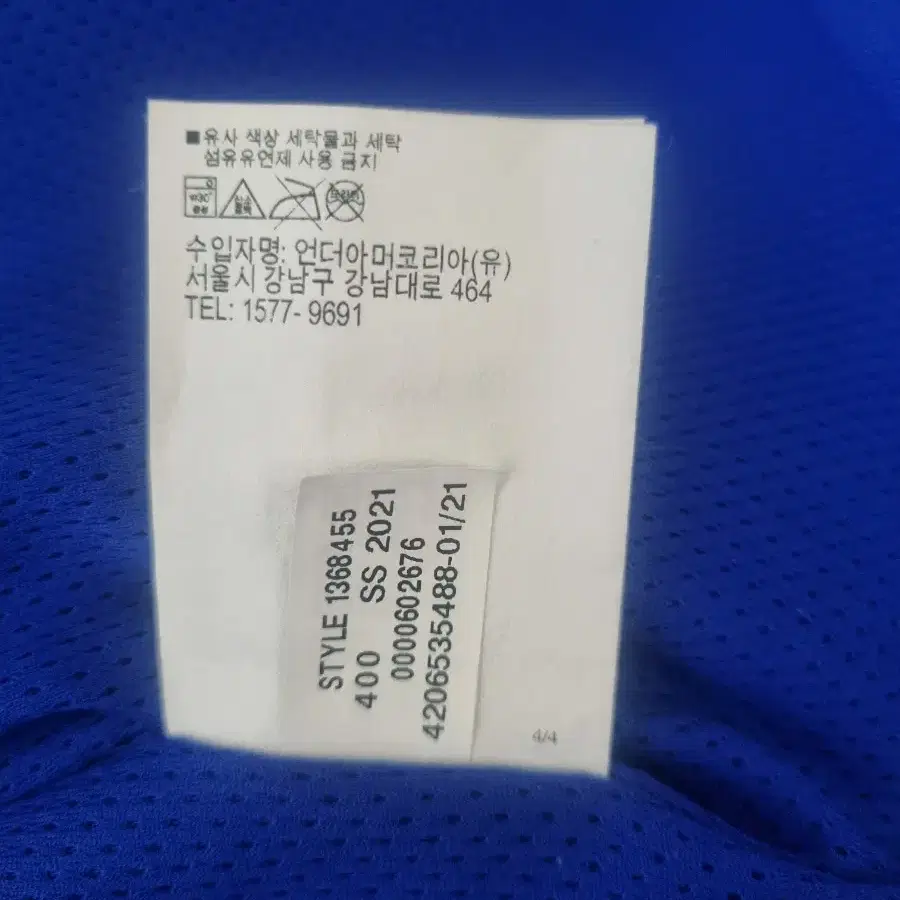 ■ 유사 색상 세탁물과 세탁
섬유유연제 사용 금지
수입자명: 언더아머코리아(유)
서울시 강남구 강남대로 464
TEL: 1577- 9691
STYLE 1368455
400 SS 2021
0000602676
4206535488-01/21
4/4